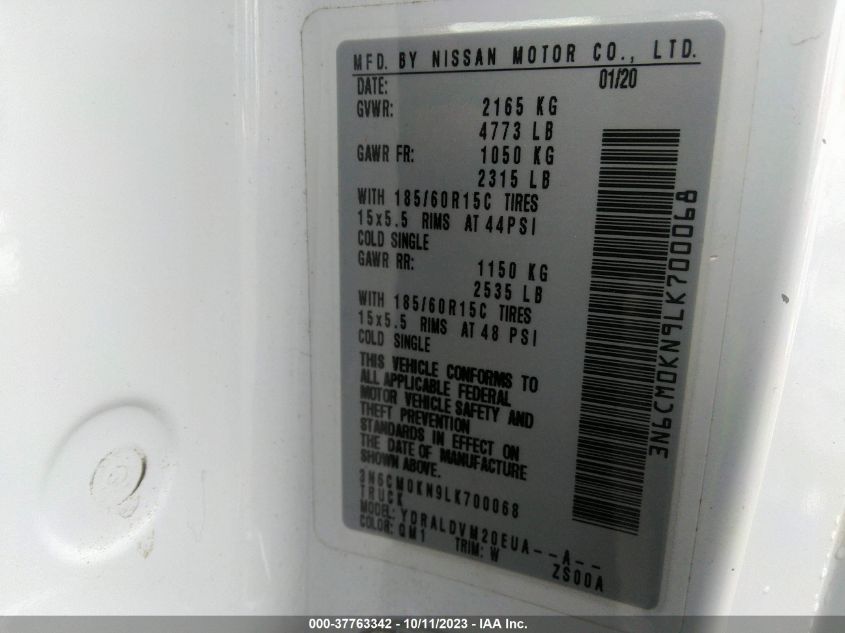 MFD. BY NISSAN MOTOR CO., LTD.
DATE: 01/20
GVWR: 2165 KG
4773 LB
GAWR FR: 1050 KG
2315 LB
WITH 185/60R15C TIRES
15x5.5 RIMS AT 44PSI
COLD SINGLE
GAWR RR: 1150 KG
2535 LB
WITH 185/60R15C TIRES
15x5.5 RIMS AT 48 PSI
COLD SINGLE
THIS VEHICLE CONFORMS TO
ALL APPLICABLE FEDERAL
MOTOR VEHICLE SAFETY AND
THEFT PREVENTION
STANDARDS IN EFFECT ON
THE DATE OF MANUFACTURE
SHOWN ABOVE.
3N6CM0KN9LK700068
TRUCK
MODEL: YDRALDVM20EUA--A--
COLOR: QM1 TRIM: W ZS00A
3N6CM0KN9LK700068
000-37763342 - 10/11/2023 - IAA Inc.